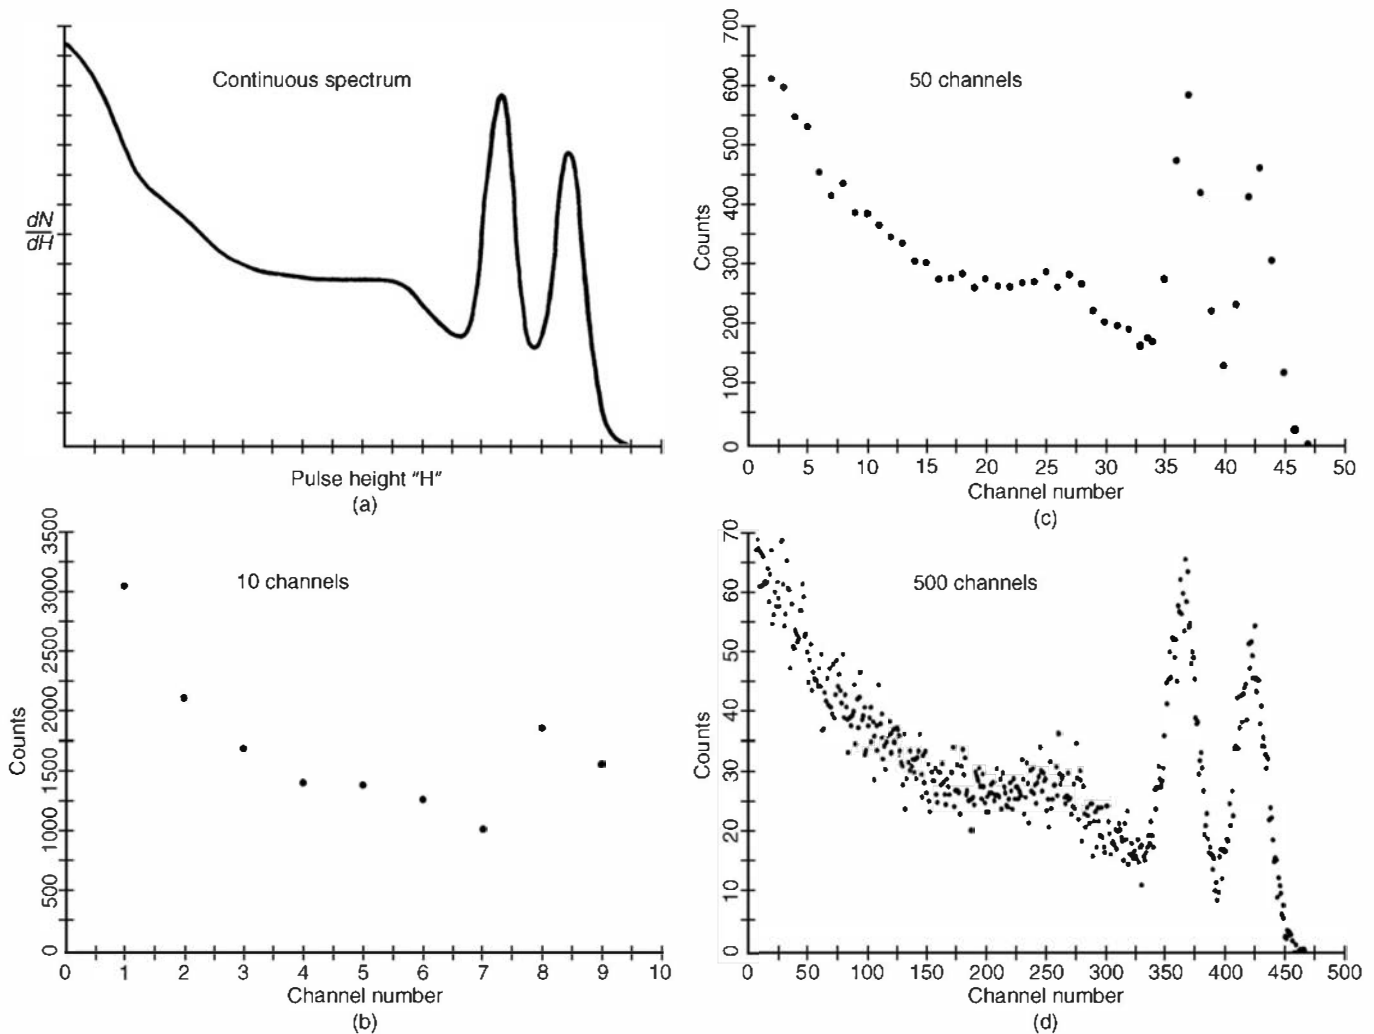 Continuous spectrum
dN
dH
Pulse height "H"
(a)
3500
3000
2500
2000
1500
1000
500
0
Counts
10 channels
0 1 2 3 4 5 6 7 8 9 10
Channel number
(b)
700
600
500
400
300
200
100
0
Counts
50 channels
0 5 10 15 20 25 30 35 40 45 50
Channel number
(c)
70
60
50
40
30
20
10
0
Counts
500 channels
0 50 100 150 200 250 300 350 400 450 500
Channel number
(d)